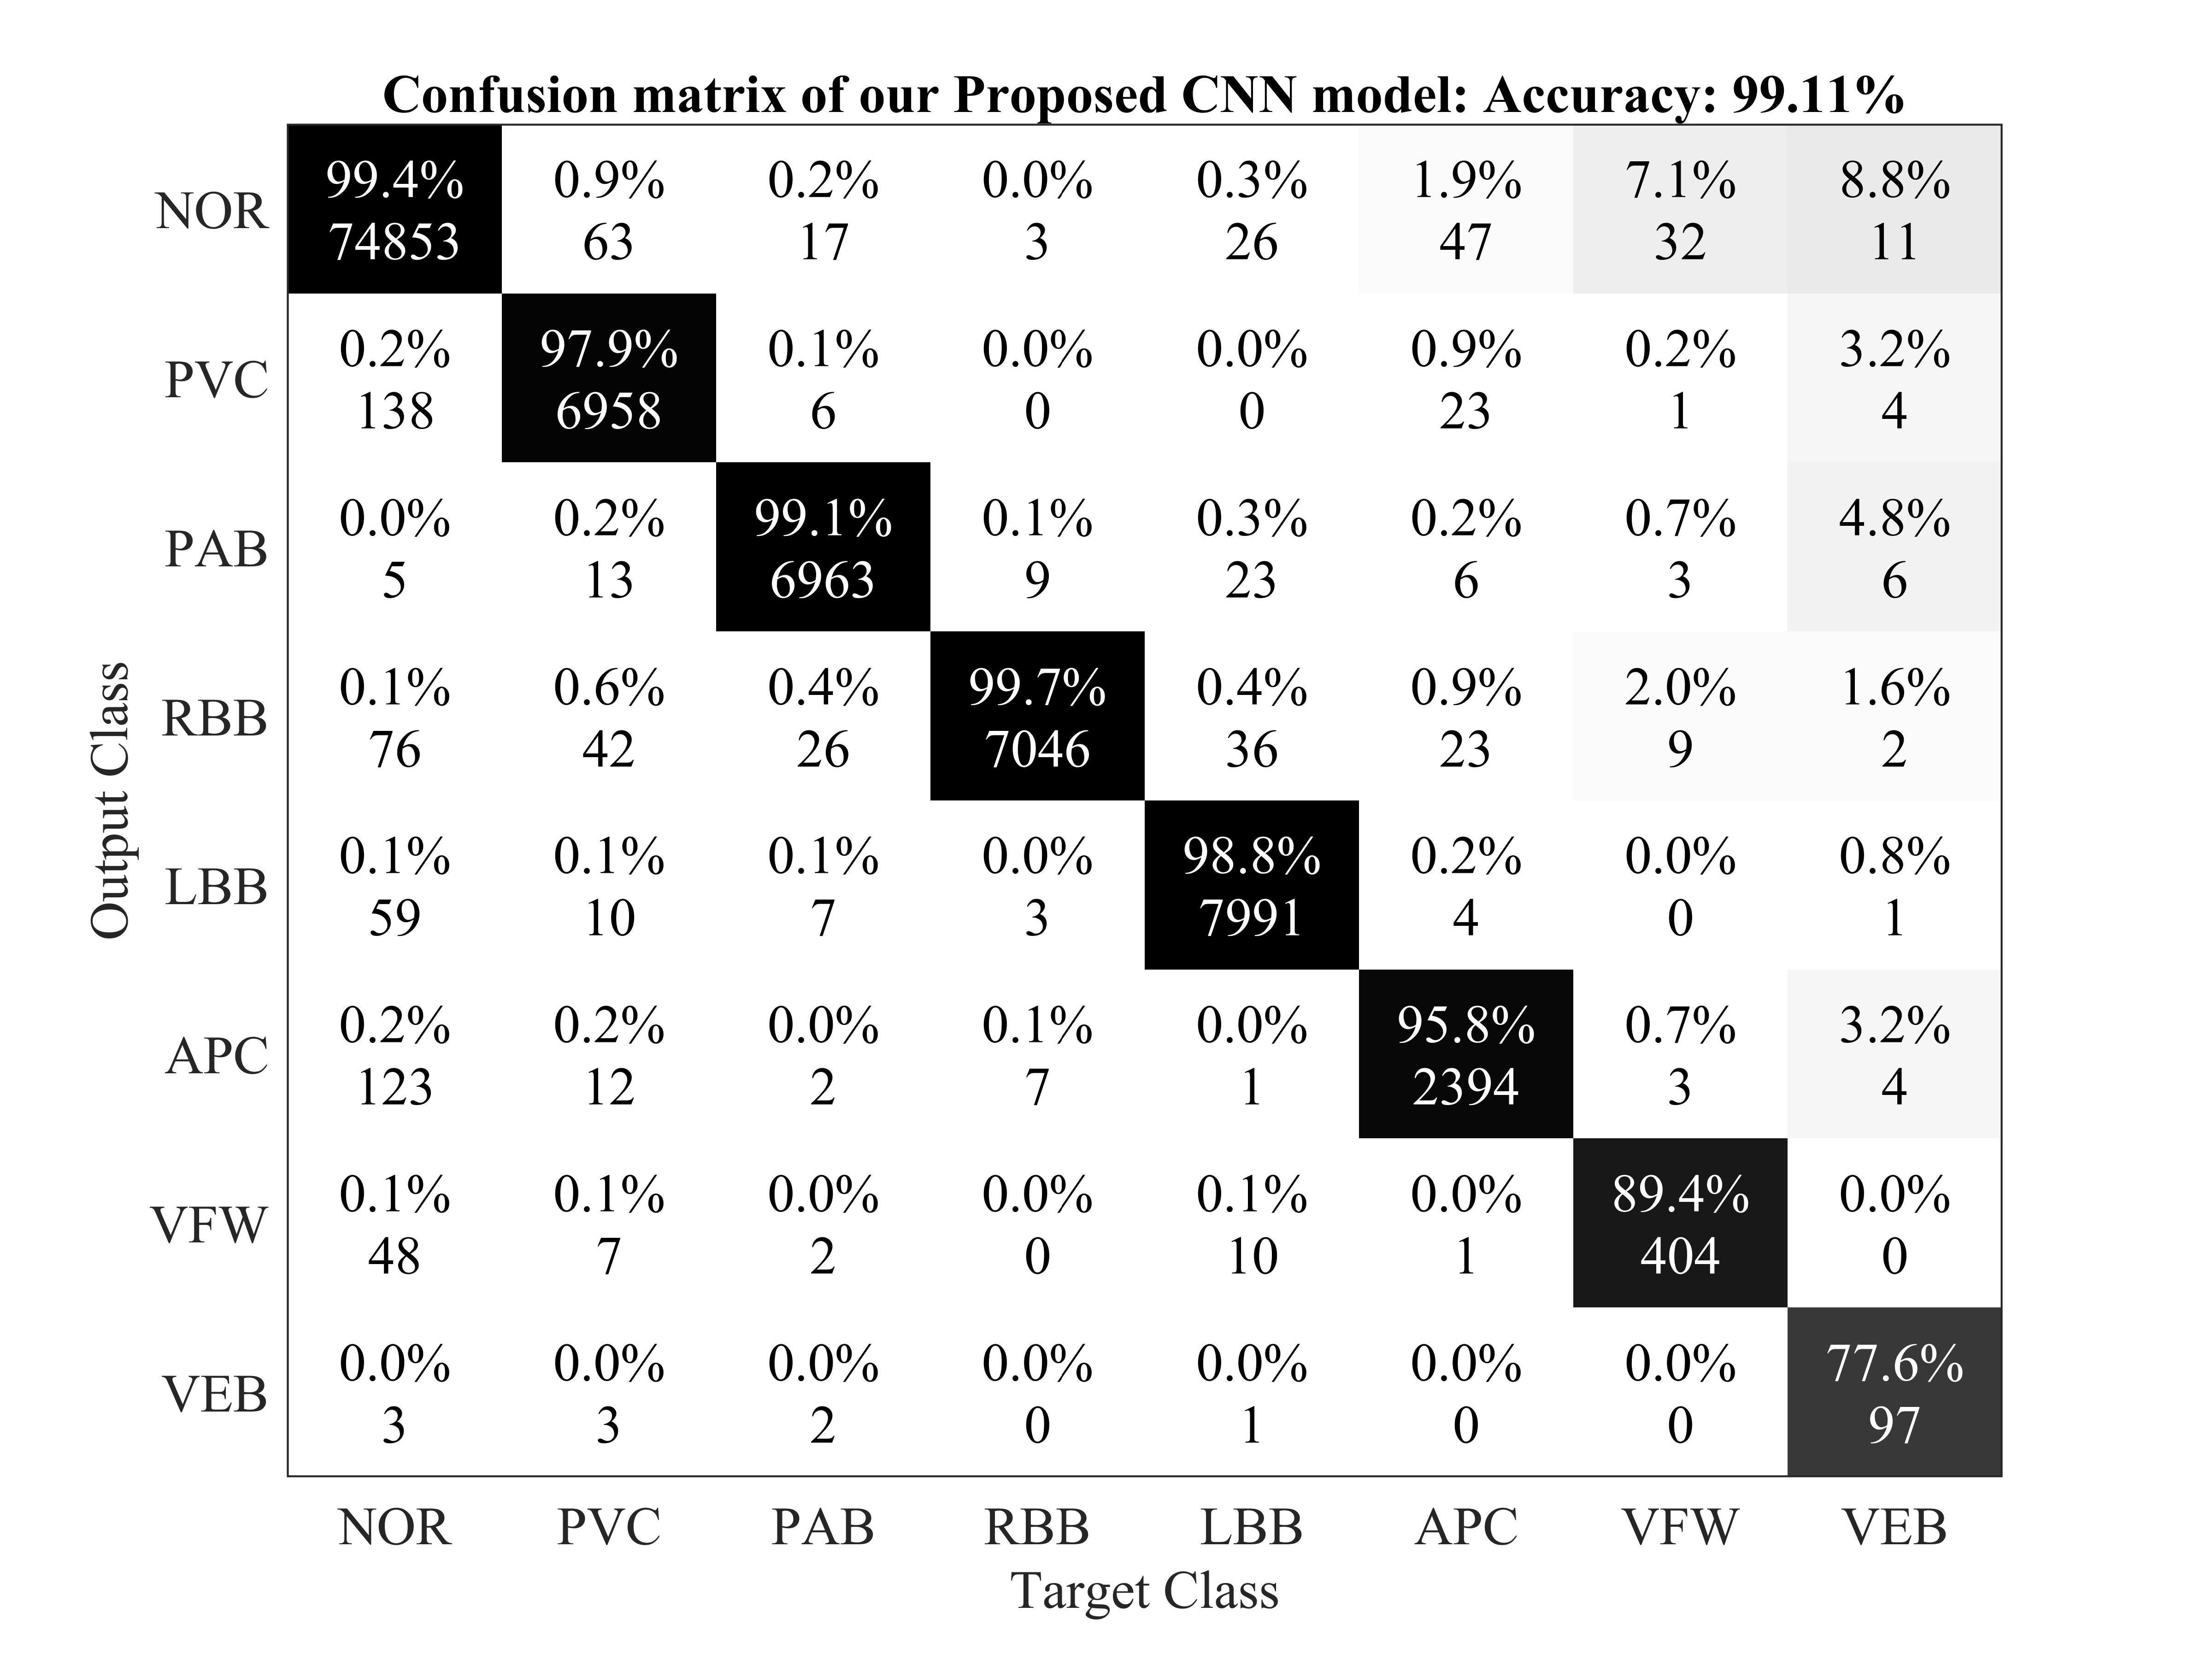 Confusion matrix of our Proposed CNN model: Accuracy: 99.11%
99.4% 0.9% 0.2% 0.0% 0.3% 1.9% 7.1% 8.8%
NOR
74853 63 17 3 26 47 32 11
0.2% 97.9% 0.1% 0.0% 0.0% 0.9% 0.2% 3.2%
PVC
138 6958 6 0 0 23 1 4
0.0% 0.2% 99.1% 0.1% 0.3% 0.2% 0.7% 4.8%
PAB
5 13 6963 9 23 6 3 6
0.1% 0.6% 0.4% 99.7% 0.4% 0.9% 2.0% 1.6%
RBB
76 42 26 7046 36 23 9 2
Output Class
0.1% 0.1% 0.1% 0.0% 98.8% 0.2% 0.0% 0.8%
LBB
59 10 7 3 7991 4 0 1
0.2% 0.2% 0.0% 0.1% 0.0% 95.8% 0.7% 3.2%
APC
123 12 2 7 1 2394 3 4
0.1% 0.1% 0.0% 0.0% 0.1% 0.0% 89.4% 0.0%
VFW
48 7 2 0 10 1 404 0
0.0% 0.0% 0.0% 0.0% 0.0% 0.0% 0.0% 77.6%
VEB
3 3 2 0 1 0 0 97
NOR PVC PAB RBB LBB APC VFW VEB
Target Class